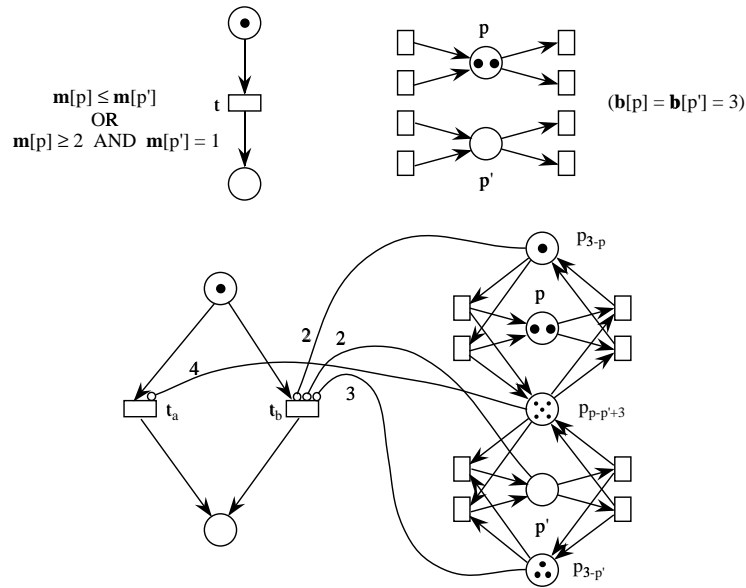 p
m[p] ≤ m[p']
OR
m[p] ≥ 2 AND m[p'] = 1
t
(b[p] = b[p'] = 3)
p'
p3-p
p
2
2
4
3
ta
tb
pp-p'+3
p'
p3-p'